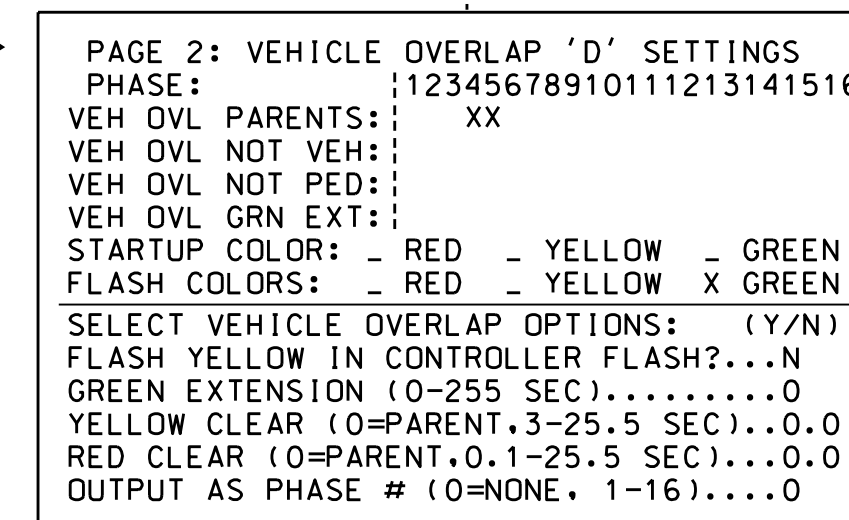 PAGE 2: VEHICLE OVERLAP 'D' SETTINGS
PHASE: ¦12345678910111213141516
VEH OVL PARENTS:¦ XX
VEH OVL NOT VEH:¦
VEH OVL NOT PED:¦
VEH OVL GRN EXT:¦
STARTUP COLOR: _ RED _ YELLOW _ GREEN
FLASH COLORS: _ RED _ YELLOW X GREEN
SELECT VEHICLE OVERLAP OPTIONS: (Y/N)
FLASH YELLOW IN CONTROLLER FLASH?...N
GREEN EXTENSION (0-255 SEC).........0
YELLOW CLEAR (0=PARENT,3-25.5 SEC)..0.0
RED CLEAR (0=PARENT,0.1-25.5 SEC)...0.0
OUTPUT AS PHASE # (0=NONE, 1-16)....0